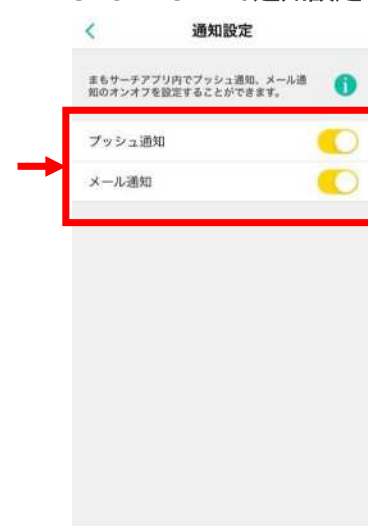 通知設定
まもサーチアプリ内でプッシュ通知、メール通
知のオンオフを設定することができます。
i
プッシュ通知
メール通知